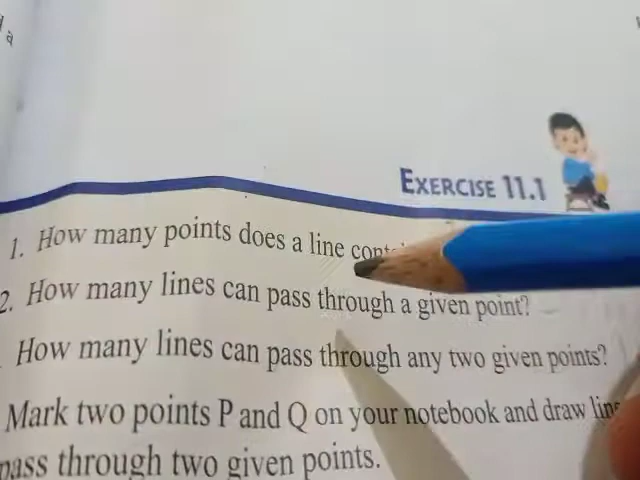 EXERCISE 11.1
1. How many points does a line
2. How many lines can pass through a given point?
How many lines can pass through any two given points?
Mark two points P and Q on your notebook and draw
pass through two given points.